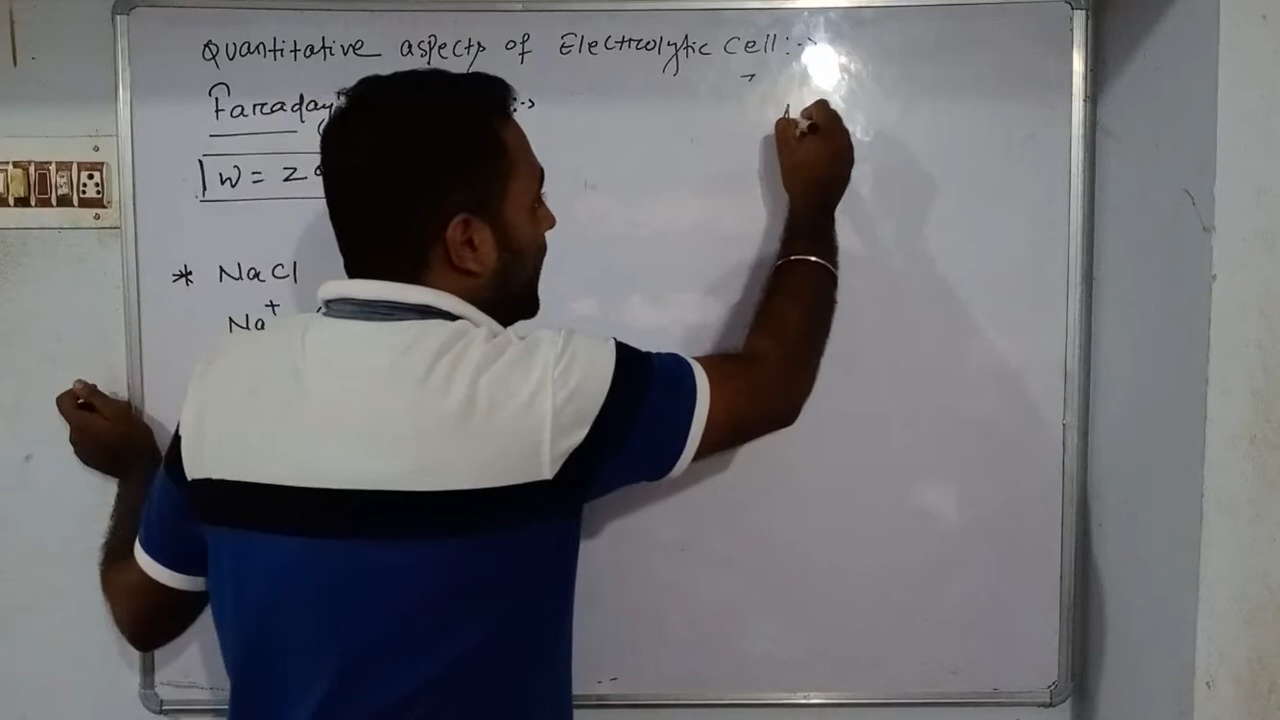 Quantitative aspects of Electrolytic Cell :->
Faraday :->
W = Z
* NaCl
Na+